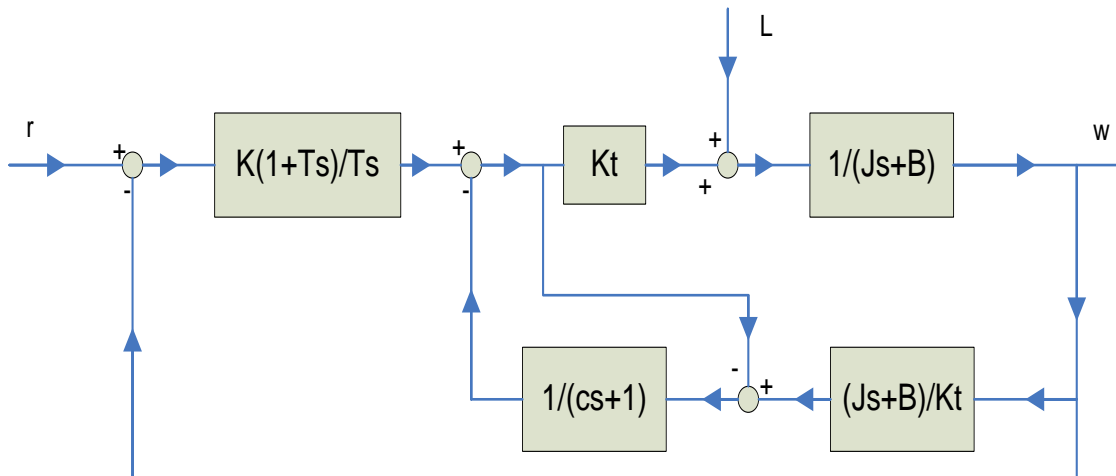 L
r
w
+
-
K(1+Ts)/Ts
+
-
Kt
+
+
1/(Js+B)
1/(cs+1)
-
+
(Js+B)/Kt